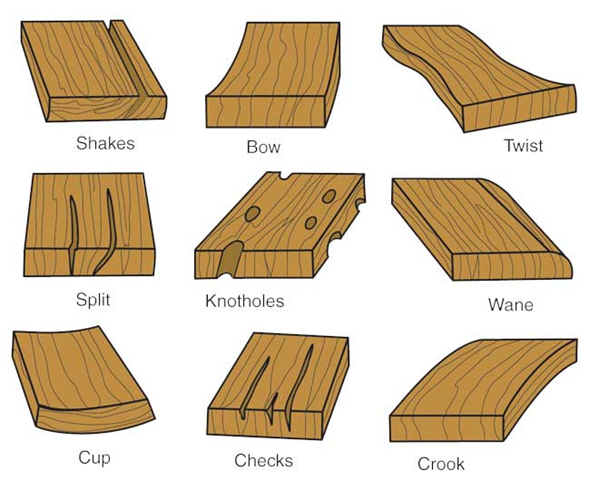 Shakes
Bow
Twist
Split
Knotholes
Wane
Cup
Checks
Crook